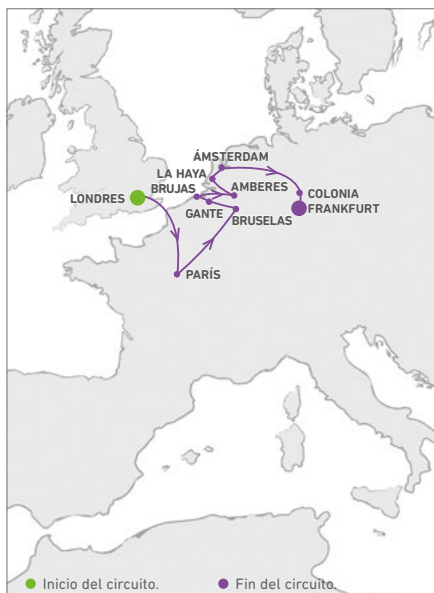 ÁMSTERDAM
LA HAYA
BRUJAS
AMBERES
COLONIA
LONDRES
GANTE
FRANKFURT
BRUSELAS
PARÍS
Inicio del circuito.
Fin del circuito.